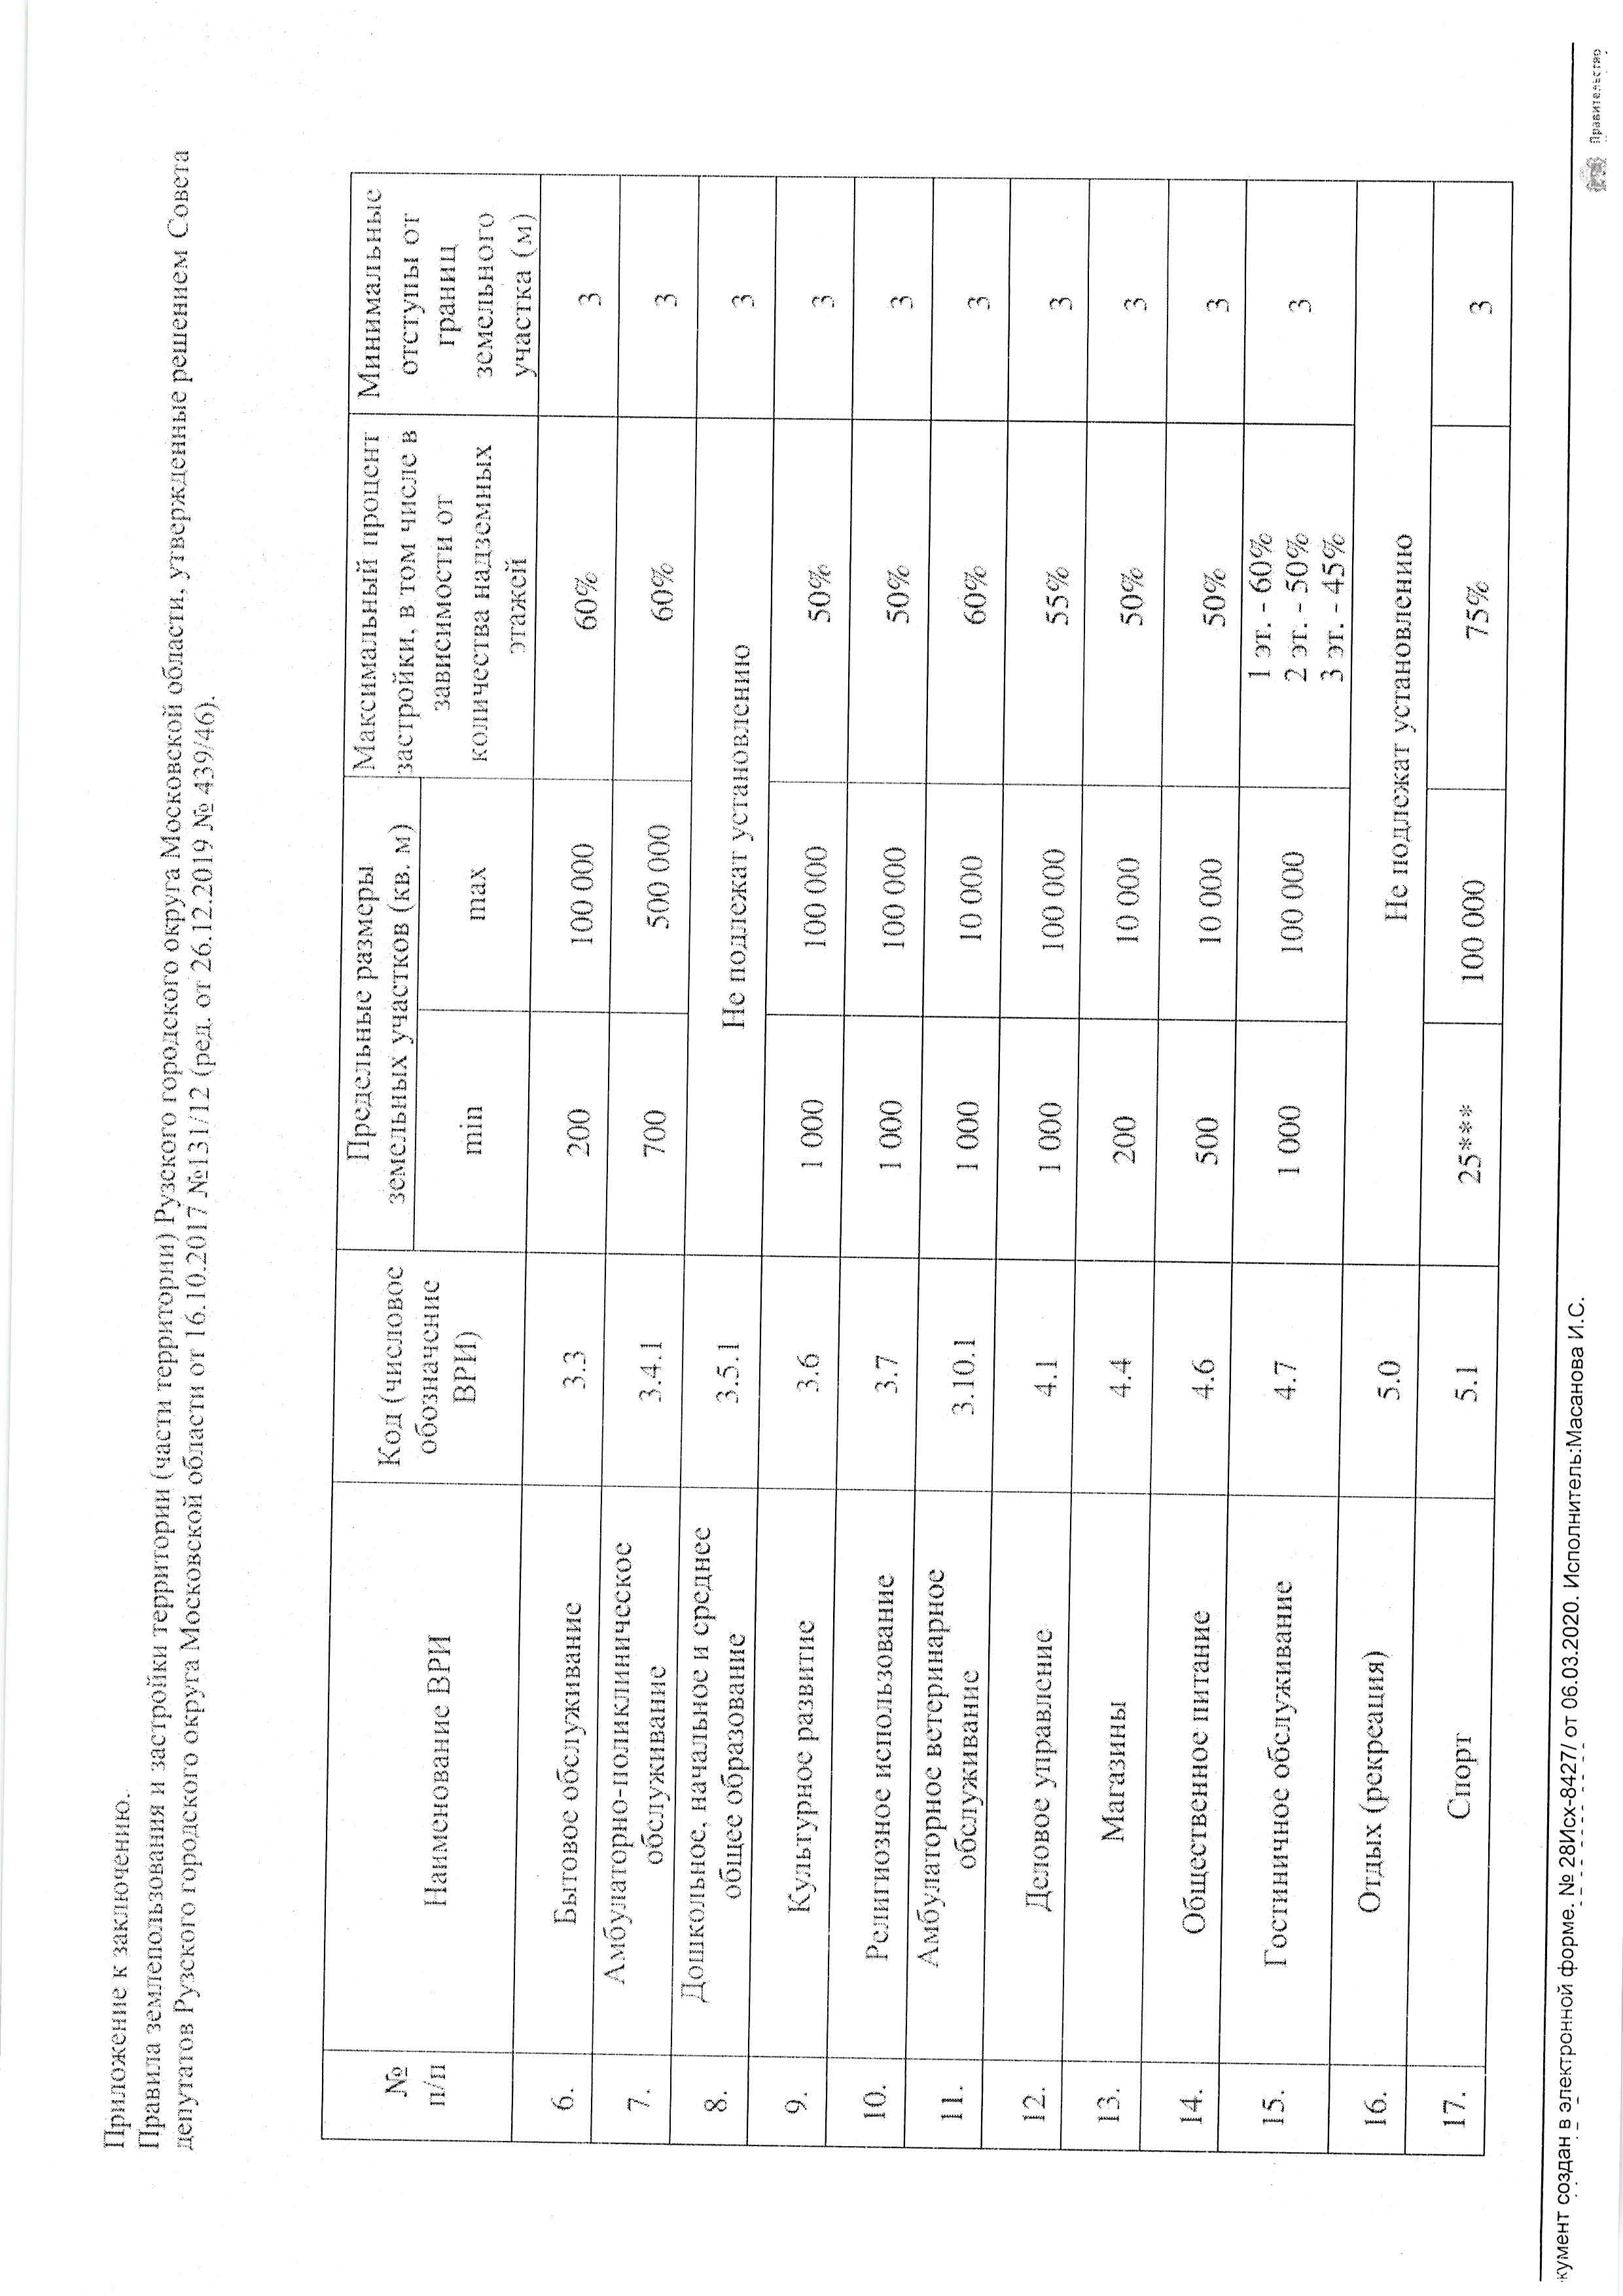 Приложение к заключению.
Правила землепользования и застройки территории (части территории) Рузского городского округа Московской области, утвержденные решением Совета
депутатов Рузского городского округа Московской области от 16.10.2017 №131/12 (ред. от 26.12.2019 № 439/46).
№ п/п
Наименование ВРИ
Код (числовое
обозначение
ВРИ)
Предельные размеры
земельных участков (кв. м)
min
max
Максимальный процент
застройки, в том числе в
зависимости от
количества надземных
этажей
Минимальные
отступы от
границ
земельного
участка (м)
6. Бытовое обслуживание 3.3 200 100 000 60% 3
7. Амбулаторно-поликлиническое
обслуживание 3.4.1 700 500 000 60% 3
8. Дошкольное, начальное и среднее
общее образование 3.5.1 Не подлежат установлению 3
9. Культурное развитие 3.6 1 000 100 000 50% 3
10. Религиозное использование 3.7 1 000 100 000 50% 3
11. Амбулаторное ветеринарное
обслуживание 3.10.1 1 000 10 000 60% 3
12. Деловое управление 4.1 1 000 100 000 55% 3
13. Магазины 4.4 200 10 000 50% 3
14. Общественное питание 4.6 500 10 000 50% 3
15. Гостиничное обслуживание 4.7 1 000 100 000 1 эт. - 60%
2 эт. - 50%
3 эт. - 45% 3
16. Отдых (рекреация) 5.0 Не подлежат установлению
17. Спорт 5.1 25*** 100 000 75% 3
кумент создан в электронной форме. № 28Исх-8427/ от 06.03.2020. Исполнитель:Масанова И.С.
Правительство